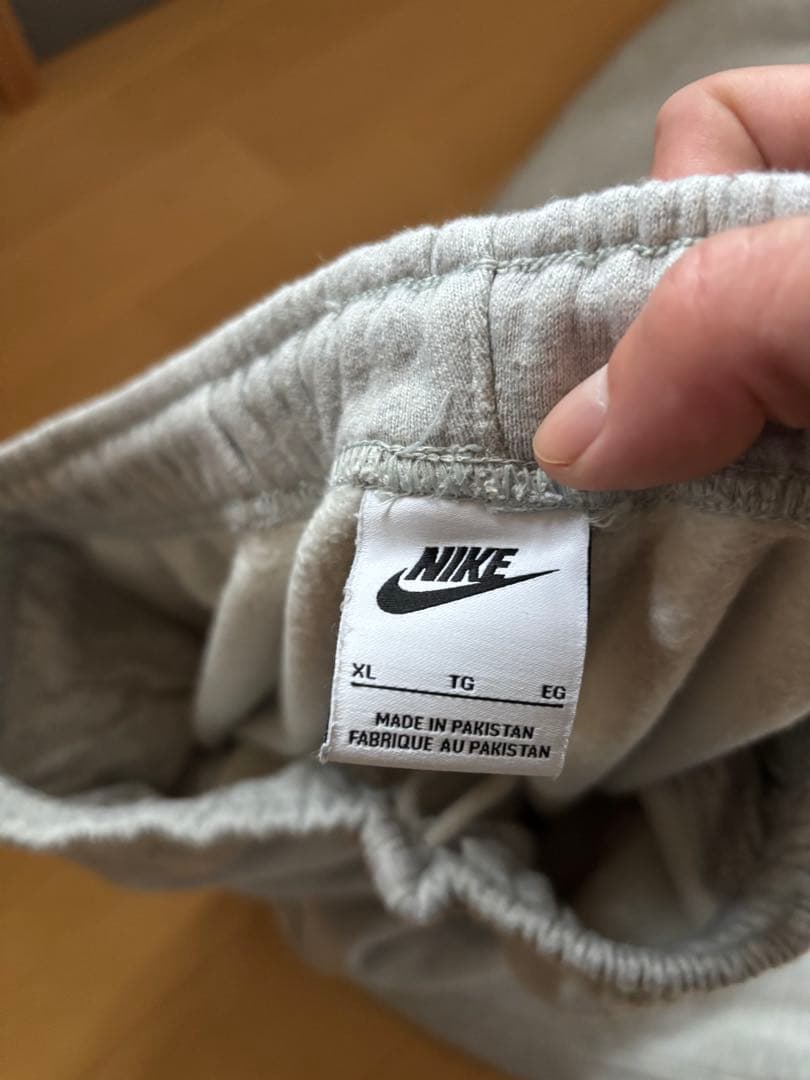 NIKE
XL TG EG
MADE IN PAKISTAN
FABRIQUE AU PAKISTAN